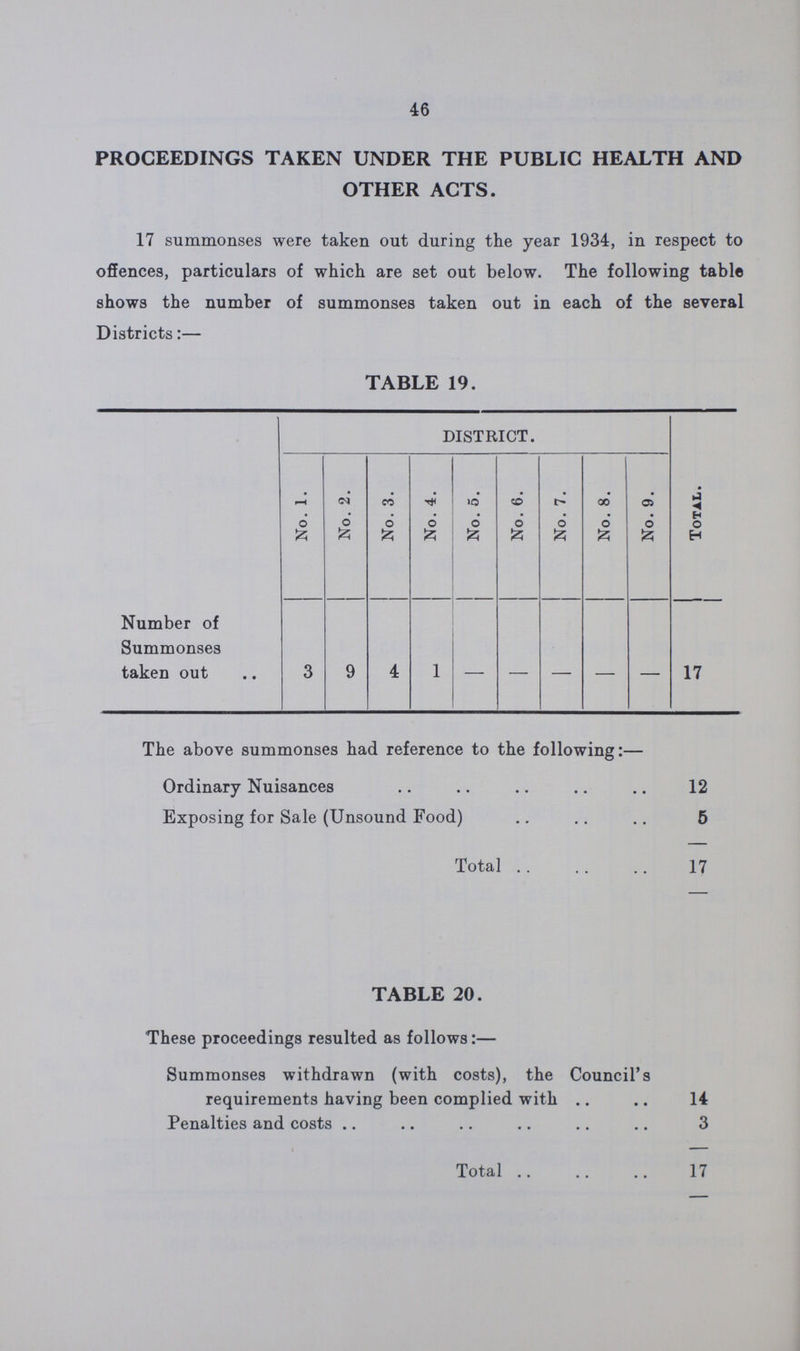 46
PROCEEDINGS TAKEN UNDER THE PUBLIC HEALTH AND
OTHER ACTS.
17 summonses were taken out during the year 1934, in respect to
offences, particulars of which are set out below. The following table
shows the number of summonses taken out in each of the several
Districts:—
TABLE 19.
DISTRICT.
No. 1. No. 2. No. 3. No. 4. No. 5. No. 6. No. 7. No. 8. No. 9. TOTAL.
Number of
Summonses
taken out .. 3 9 4 1 — — — — — 17
The above summonses had reference to the following:—
Ordinary Nuisances .. .. .. .. .. 12
Exposing for Sale (Unsound Food) .. .. .. 5
Total .. .. .. 17
TABLE 20.
These proceedings resulted as follows:—
Summonses withdrawn (with costs), the Council's
requirements having been complied with .. .. 14
Penalties and costs .. .. .. .. .. .. 3
Total .. .. .. 17